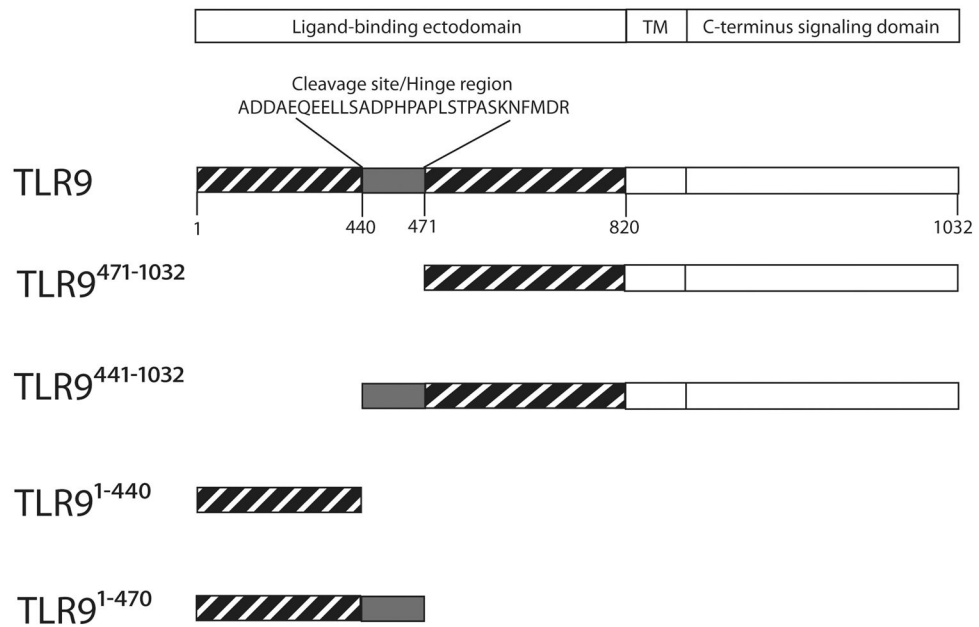 Ligand-binding ectodomain TM C-terminus signaling domain
Cleavage site/Hinge region
ADDAEQEELLSADPHPAPLSTPASKNFMDR
TLR9
1 440 471 820 1032
TLR9471-1032
TLR9441-1032
TLR91-440
TLR91-470